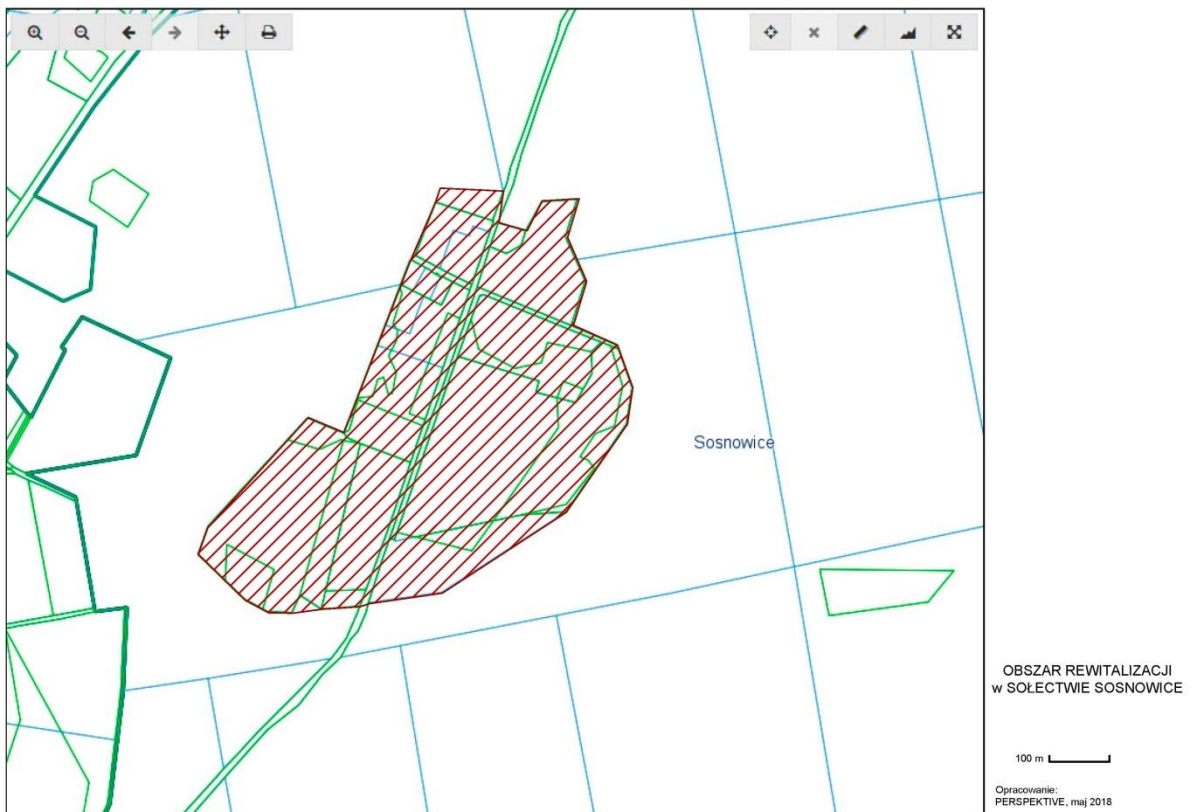 Sosnowice
OBSZAR REWITALIZACJI
w SOŁECTWIE SOSNOWICE
100 m
Opracowanie:
PERSPEKTIVE, maj 2018